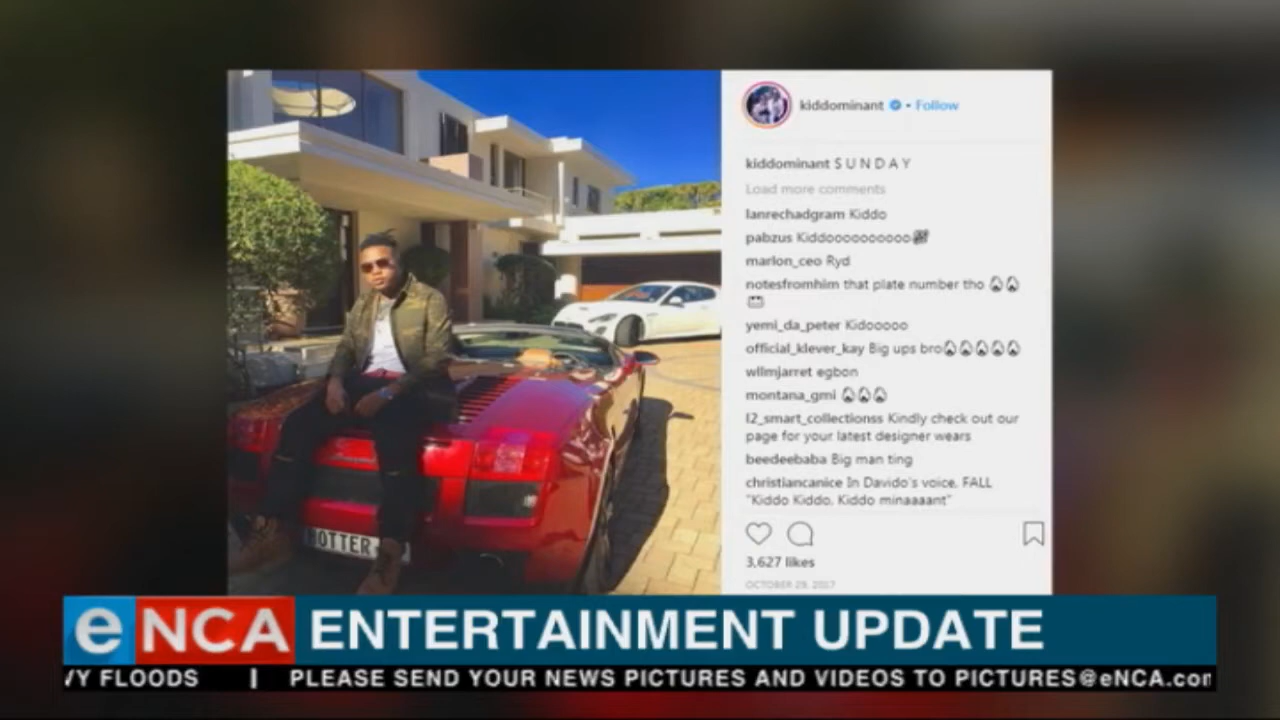 kiddominant • Follow
kiddominant S U N D A Y
Load more comments
lanrechadgram Kiddo
pabzus Kiddoooooooooo
marlon_ceo Ryd
notesfromhim that plate number tho
yemi_da_peter Kidooooo
official_klever_kay Big ups bro
wllmjarret egbon
montana_gmi
l2_smart_collectionss Kindly check out our
page for your latest designer wears
beedeebaba Big man ting
christiancanice In Davido's voice, FALL
"Kiddo Kiddo, Kiddo minaaaant"
3,627 likes
OCTOBER 29, 2017
OTTER
eNCA ENTERTAINMENT UPDATE
VY FLOODS | PLEASE SEND YOUR NEWS PICTURES AND VIDEOS TO PICTURES@eNCA.com